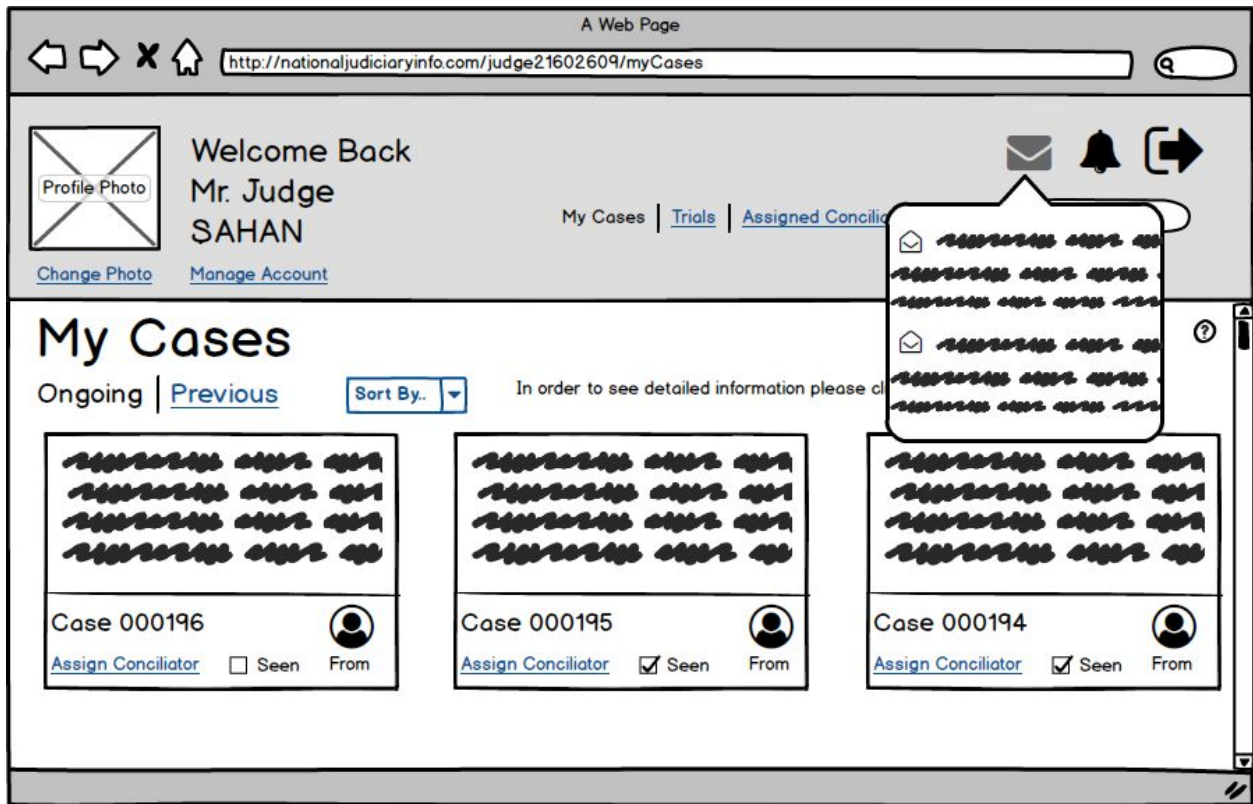 A Web Page
http://nationaljudiciaryinfo.com/judge21602609/myCases
Profile Photo
Welcome Back
Mr. Judge
SAHAN
Change Photo
Manage Account
My Cases | Trials | Assigned
My Cases
?
Ongoing | Previous
Sort By..
In order to see detailed information please
Case 000196
Assign Conciliator
Seen
From
Case 000195
Assign Conciliator
Seen
From
Case 000194
Assign Conciliator
Seen
From